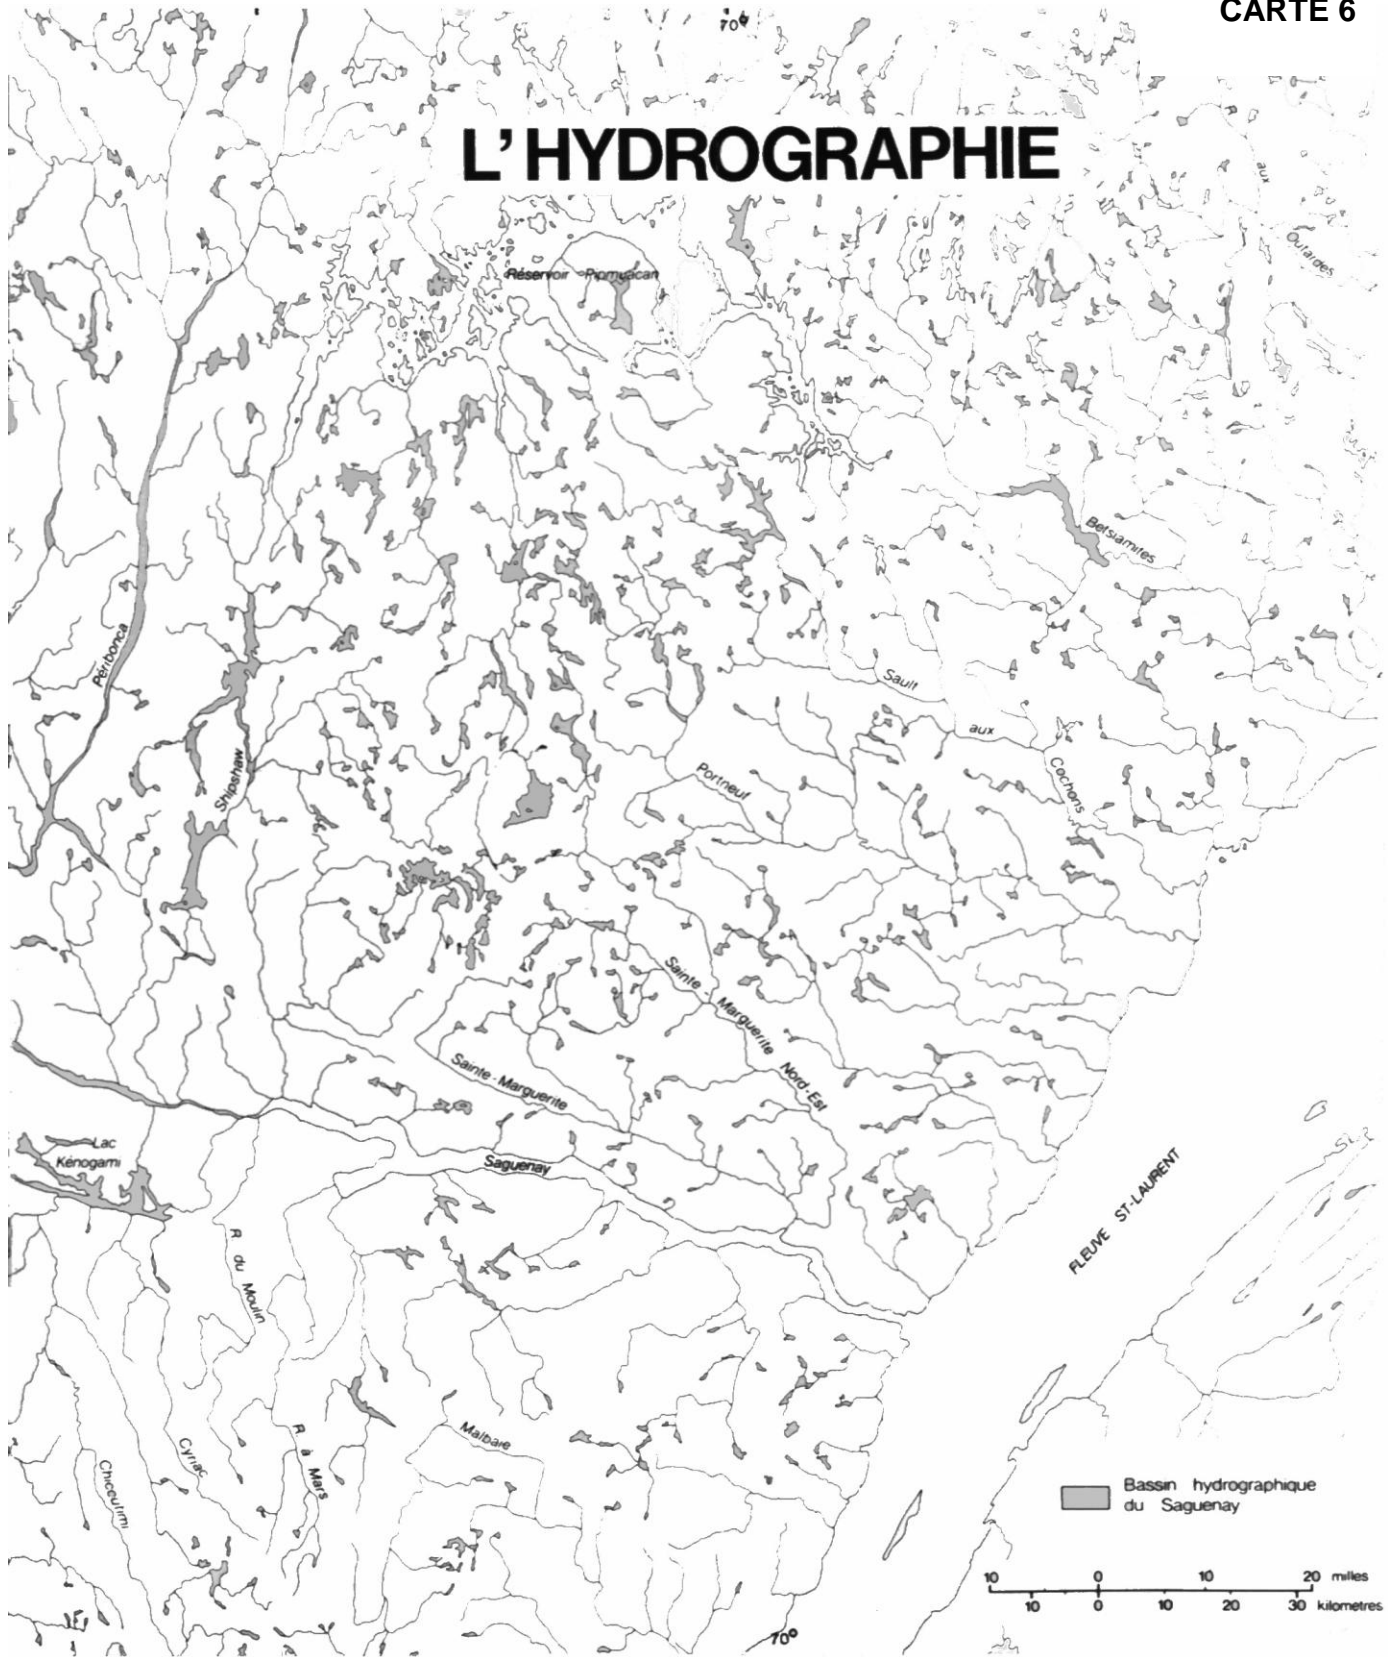 CARTE 6
70°
L'HYDROGRAPHIE
aux
Outardes
Réservoir Pipmuacan
Betsiamites
Péribonca
Sault
aux
Cochons
Shipshaw
Portneuf
Sainte - Marguerite Nord-Est
Sainte-Marguerite
Lac
Kénogami
Saguenay
FLEUVE ST-LAURENT
R. du Moulin
Malbaie
R. à Mars
Cyriac
Chicoutimi
Bassin hydrographique
du Saguenay
10 0 10 20 milles
10 0 10 20 30 kilometres
70°